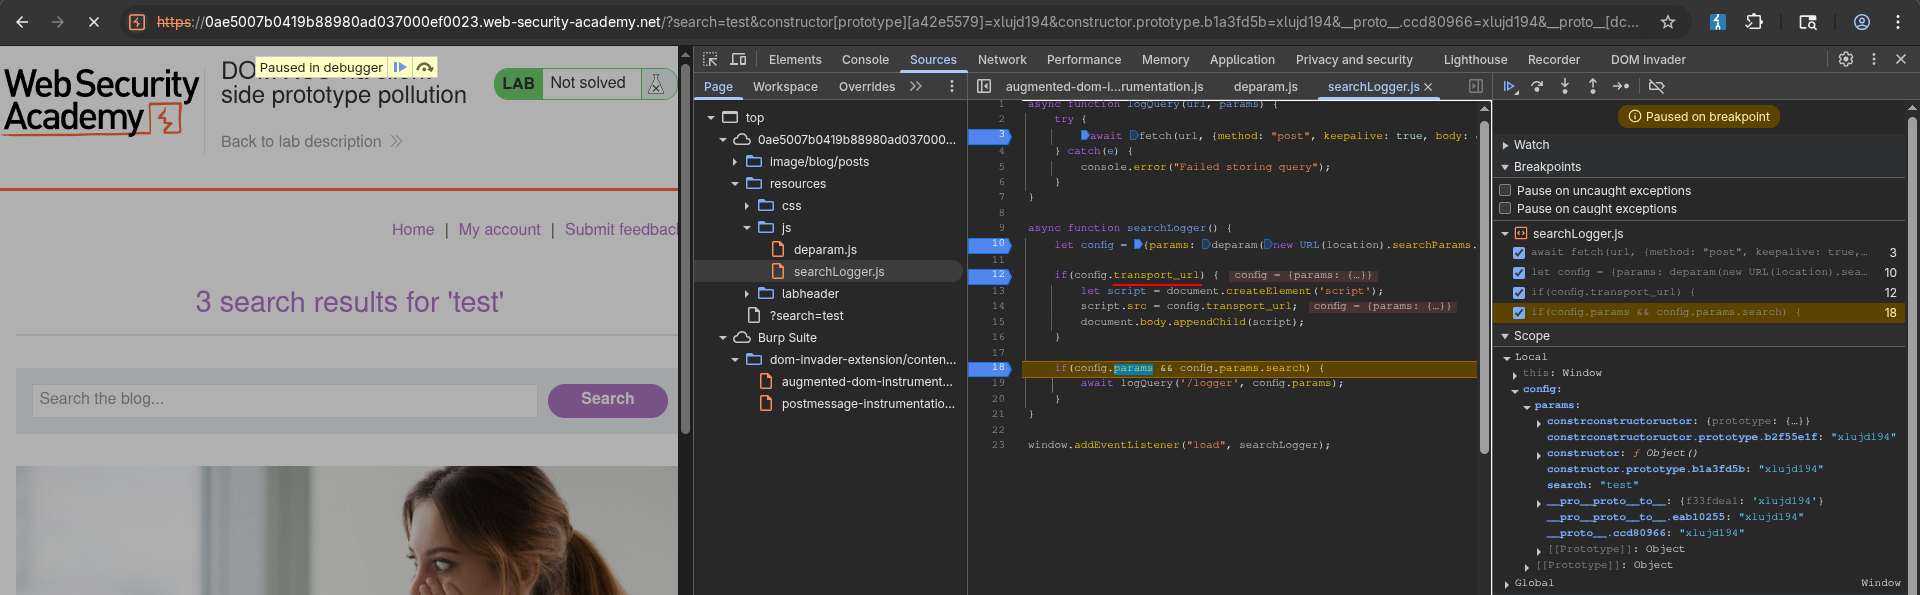 https://0ae5007b0419b88980ad037000ef0023.web-security-academy.net/?search=test&constructor[prototype][a42e5579]=xlujd194&constructor.prototype.b1a3fd5b=xlujd194&__proto__.ccd80966=xlujd194&__proto__[dc...
Paused in debugger
WebSecurity
Academy
side prototype pollution
Back to lab description
LAB
Not solved
Home | My account | Submit feedbac
3 search results for 'test'
Search the blog...
Search
Elements
Console
Sources
Network
Performance
Memory
Application
Privacy and security
Lighthouse
Recorder
DOM Invader
Page
Workspace
Overrides
augmented-dom-i...rumentation.js
deparam.js
searchLogger.js
top
0ae5007b0419b88980ad037000...
image/blog/posts
resources
css
js
deparam.js
searchLogger.js
labheader
?search=test
Burp Suite
dom-invader-extension/conten...
augmented-dom-instrument...
postmessage-instrumentatio...
1 async function logQuery(url, params) {
2 try {
3 await fetch(url, {method: "post", keepalive: true, body:
4 } catch(e) {
5 console.error("Failed storing query");
6 }
7 }
8
9 async function searchLogger() {
10 let config = {params: deparam(new URL(location).searchParams.
11
12 if(config.transport_url) { config = {params: {…}}
13 let script = document.createElement('script');
14 script.src = config.transport_url; config = {params: {…}}
15 document.body.appendChild(script);
16 }
17
18 if(config.params && config.params.search) {
19 await logQuery('/logger', config.params);
20 }
21 }
22
23 window.addEventListener("load", searchLogger);
Paused on breakpoint
Watch
Breakpoints
Pause on uncaught exceptions
Pause on caught exceptions
searchLogger.js
await fetch(url, {method: "post", keepalive: true,… 3
let config = {params: deparam(new URL(location).sea… 10
if(config.transport_url) { 12
if(config.params && config.params.search) { 18
Scope
Local
this: Window
config:
params:
constrconstructoructor: {prototype: {…}}
constrconstructoructor.prototype.b2f55e1f: "xlujd194"
constructor: ƒ Object()
constructor.prototype.b1a3fd5b: "xlujd194"
search: "test"
__pro__proto__to__: {f33fdea1: 'xlujd194'}
__pro__proto__to__.eab10255: "xlujd194"
__proto__.ccd80966: "xlujd194"
[[Prototype]]: Object
[[Prototype]]: Object
Global Window